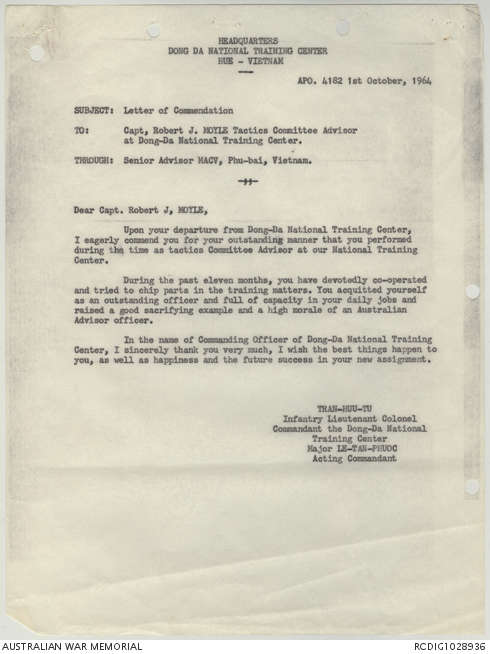 HEADQUARTERS
DONG DA NATIONAL TRAINING CENTER
HUE - VIETNAM
APO. 4182 1st October, 1964
SUBJECT: Letter of Commendation
TO: Capt, Robert J. MOYLE Tactics Committee Advisor
at Dong-Da National Training Center.
THROUGH: Senior Advisor MACV, Phu-bai, Vietnam.
Dear Capt. Robert J, MOYLE,
Upon your departure from Dong-Da National Training Center,
I eagerly commend you for your outstanding manner that you performed
during the time as tactics Committee Advisor at our National Training
Center.
During the past eleven months, you have devotedly co-operated
and tried to chip parts in the training matters. You acquitted yourself
as an outstanding officer and full of capacity in your daily jobs and
raised a good sacrifying example and a high morale of an Australian
Advisor officer.
In the name of Commanding Officer of Dong-Da National Training
Center, I sincerely thank you very much, I wish the best things happen to
you, as well as happiness and the future success in your new assignment.
TRAN-HUU-TU
Infantry Lieutenant Colonel
Commandant the Dong-Da National
Training Center
Major LE-TAN-PHUOC
Acting Commandant
AUSTRALIAN WAR MEMORIAL
RCDIG1028936